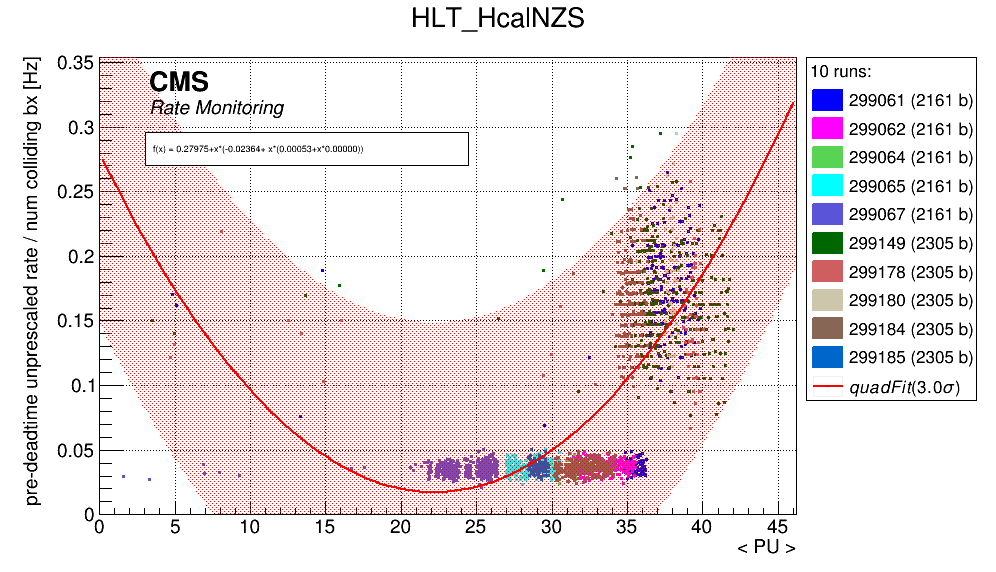 HLT_HcalNZS
pre-deadtime unprescaled rate / num colliding bx [Hz]
0.35
0.3
0.25
0.2
0.15
0.1
0.05
0
CMS
Rate Monitoring
f(x) = 0.27975+x*(-0.02364+ x*(0.00053+x*0.00000))
0 5 10 15 20 25 30 35 40 45
< PU >
10 runs:
299061 (2161 b)
299062 (2161 b)
299064 (2161 b)
299065 (2161 b)
299067 (2161 b)
299149 (2305 b)
299178 (2305 b)
299180 (2305 b)
299184 (2305 b)
299185 (2305 b)
quadFit(3.0σ)